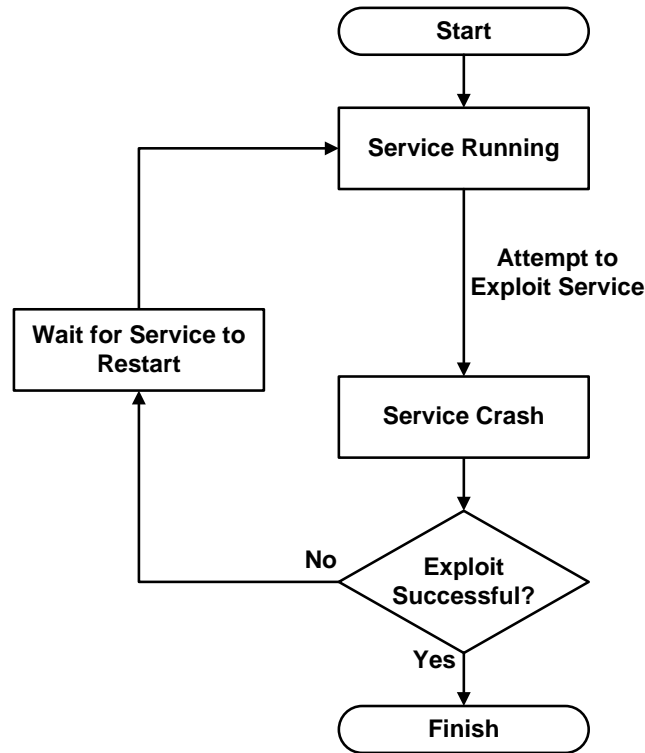 Start
Service Running
Attempt to
Exploit Service
Wait for Service to
Restart
Service Crash
No
Exploit
Successful?
Yes
Finish